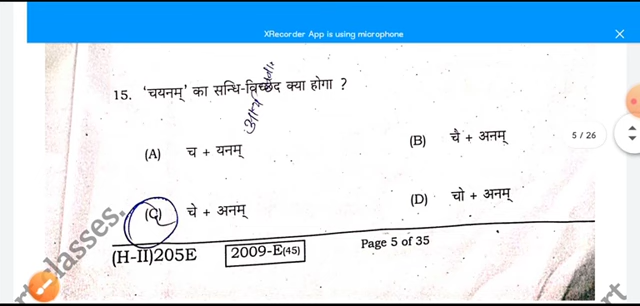 XRecorder App is using microphone
15. 'चयनम्' का सन्धि-विच्छेद क्या होगा ?
(A) च + यनम् (B) चै + अनम्
5 / 26
(C) चे + अनम् (D) चो + अनम्
classes.
(H-II)205E 2009-E(45) Page 5 of 35